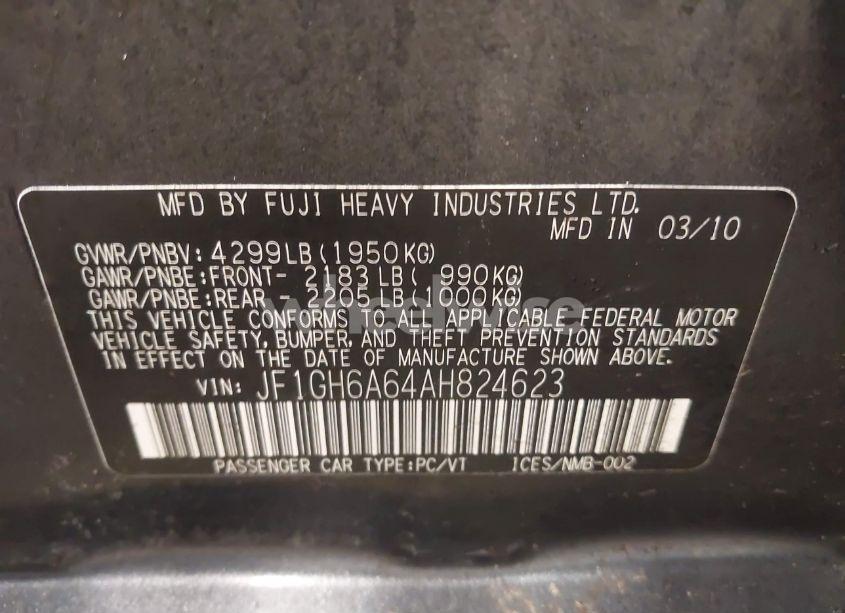 MFD BY FUJI HEAVY INDUSTRIES LTD.
MFD IN 03/10
GVWR/PNBV: 4299LB(1950KG)
GAWR/PNBE:FRONT- 2183LB( 990KG)
GAWR/PNBE:REAR 2205LB(1000KG)
THIS VEHICLE CONFORMS TO ALL APPLICABLE FEDERAL MOTOR
VEHICLE SAFETY, BUMPER, AND THEFT PREVENTION STANDARDS
IN EFFECT ON THE DATE OF MANUFACTURE SHOWN ABOVE.
VIN: JF1GH6A64AH824623
PASSENGER CAR TYPE:PC/VT ICES/NMB-002